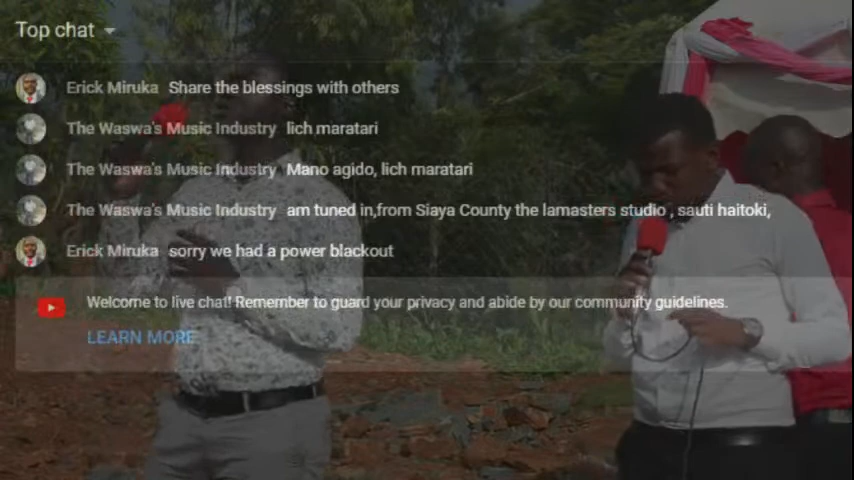 Top chat
Erick Miruka Share the blessings with others
The Waswa's Music Industry lich maratari
The Waswa's Music Industry Mano agido, lich maratari
The Waswa's Music Industry am tuned in,from Siaya County the lamasters studio , sauti haitoki,
Erick Miruka sorry we had a power blackout
Welcome to live chat! Remember to guard your privacy and abide by our community guidelines.
LEARN MORE